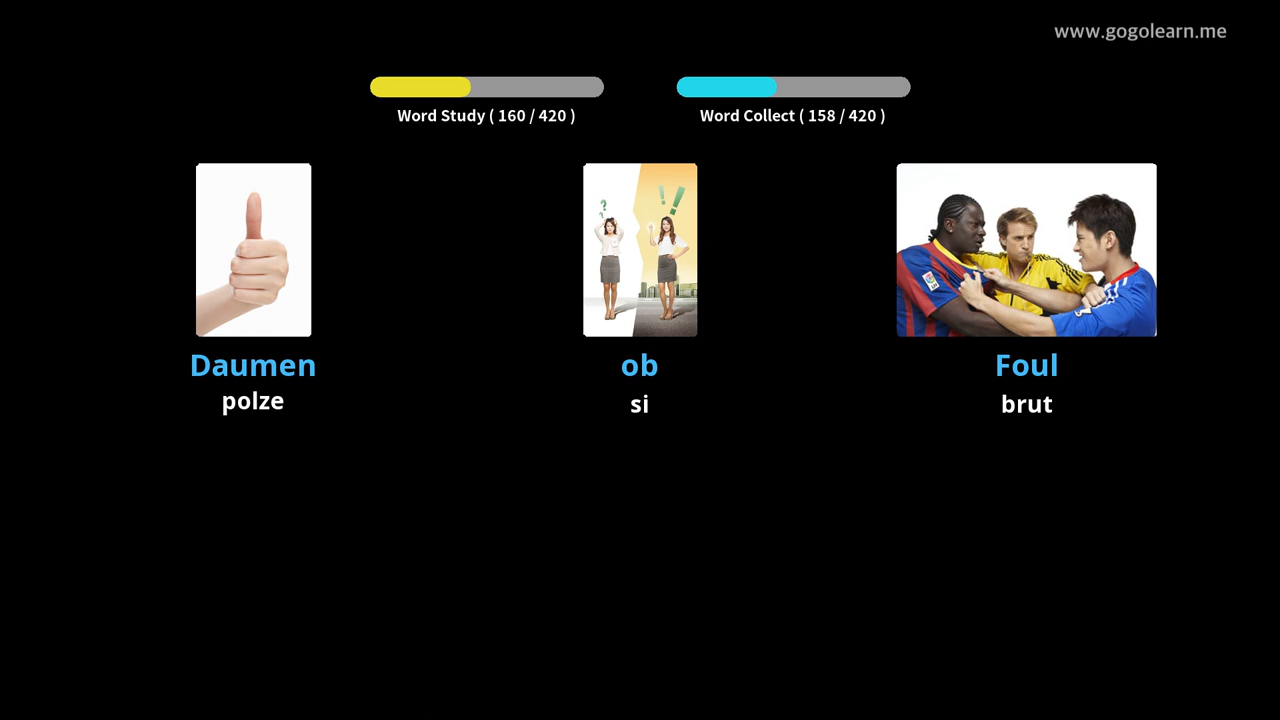 www.gogolearn.me
Word Study ( 160 / 420 )
Word Collect ( 158 / 420 )
Daumen
polze
ob
si
Foul
brut